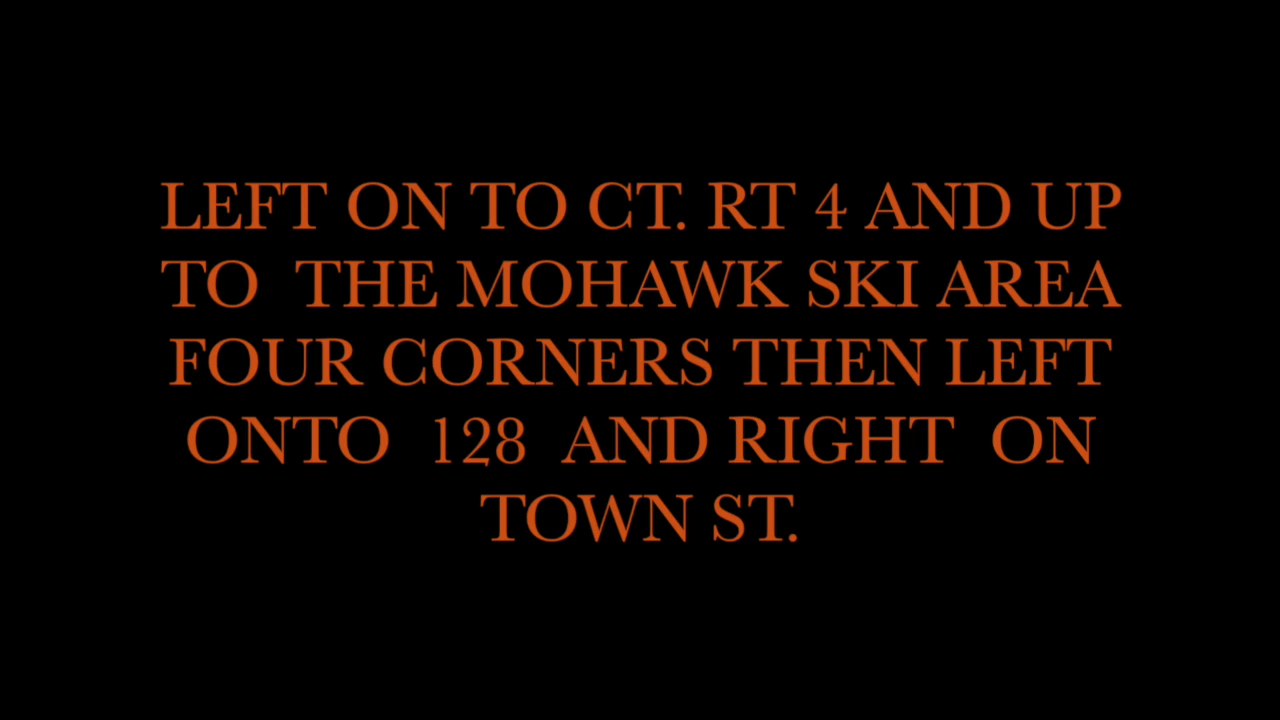 LEFT ON TO CT. RT 4 AND UP
TO  THE MOHAWK SKI AREA
FOUR CORNERS THEN LEFT
ONTO  128  AND RIGHT  ON
TOWN ST.